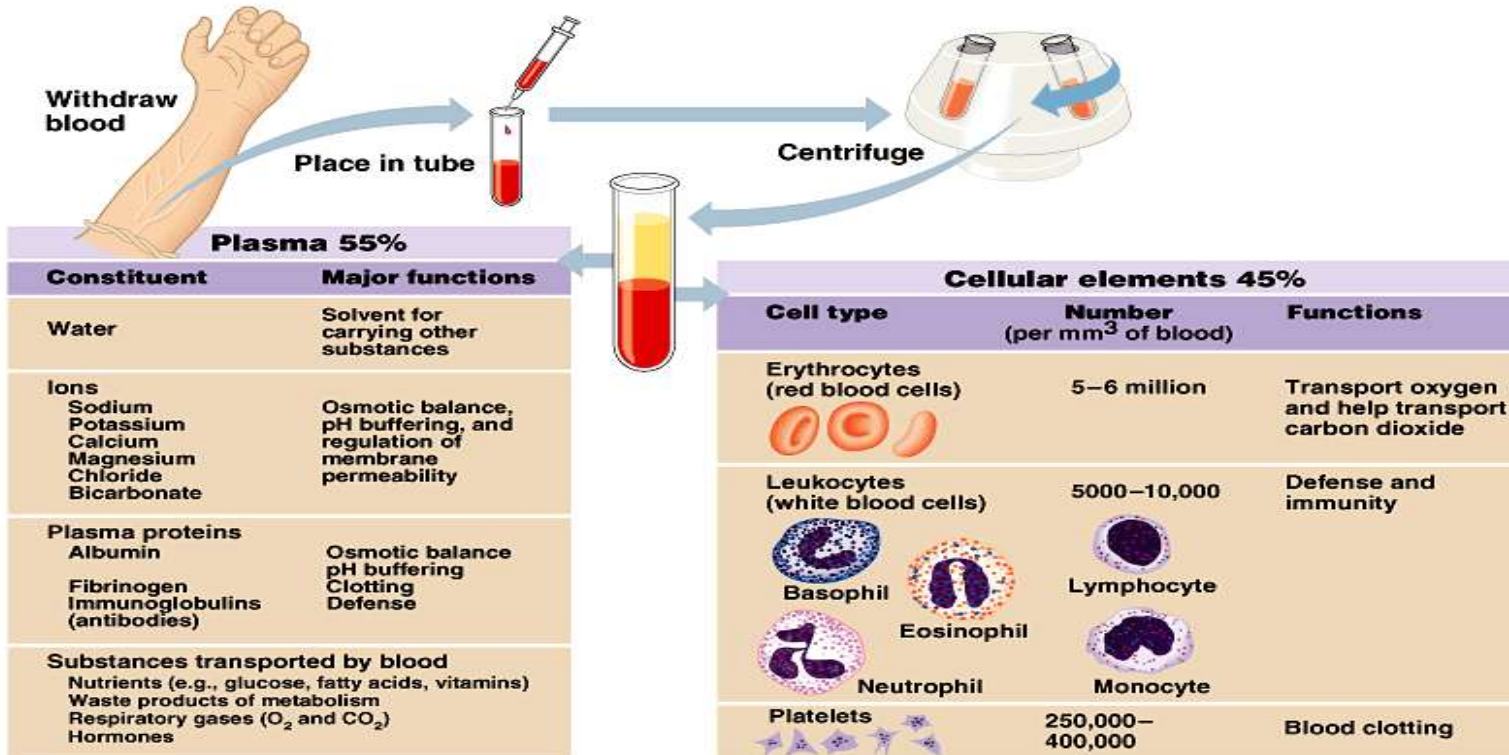 Withdraw
blood
Place in tube
Centrifuge
Plasma 55%
Constituent Major functions
Water
Solvent for
carrying other
substances
Ions
Sodium
Potassium
Calcium
Magnesium
Chloride
Bicarbonate
Osmotic balance,
pH buffering, and
regulation of
membrane
permeability
Plasma proteins
Albumin
Osmotic balance
pH buffering
Fibrinogen Clotting
Immunoglobulins Defense
(antibodies)
Substances transported by blood
Nutrients (e.g., glucose, fatty acids, vitamins)
Waste products of metabolism
Respiratory gases (O₂ and CO₂)
Hormones
Cellular elements 45%
Cell type Number Functions
(per mm³ of blood)
Erythrocytes
(red blood cells)
5–6 million
Transport oxygen
and help transport
carbon dioxide
Leukocytes
(white blood cells)
5000–10,000
Defense and
immunity
Basophil
Lymphocyte
Eosinophil
Neutrophil
Monocyte
Platelets
250,000–
400,000
Blood clotting